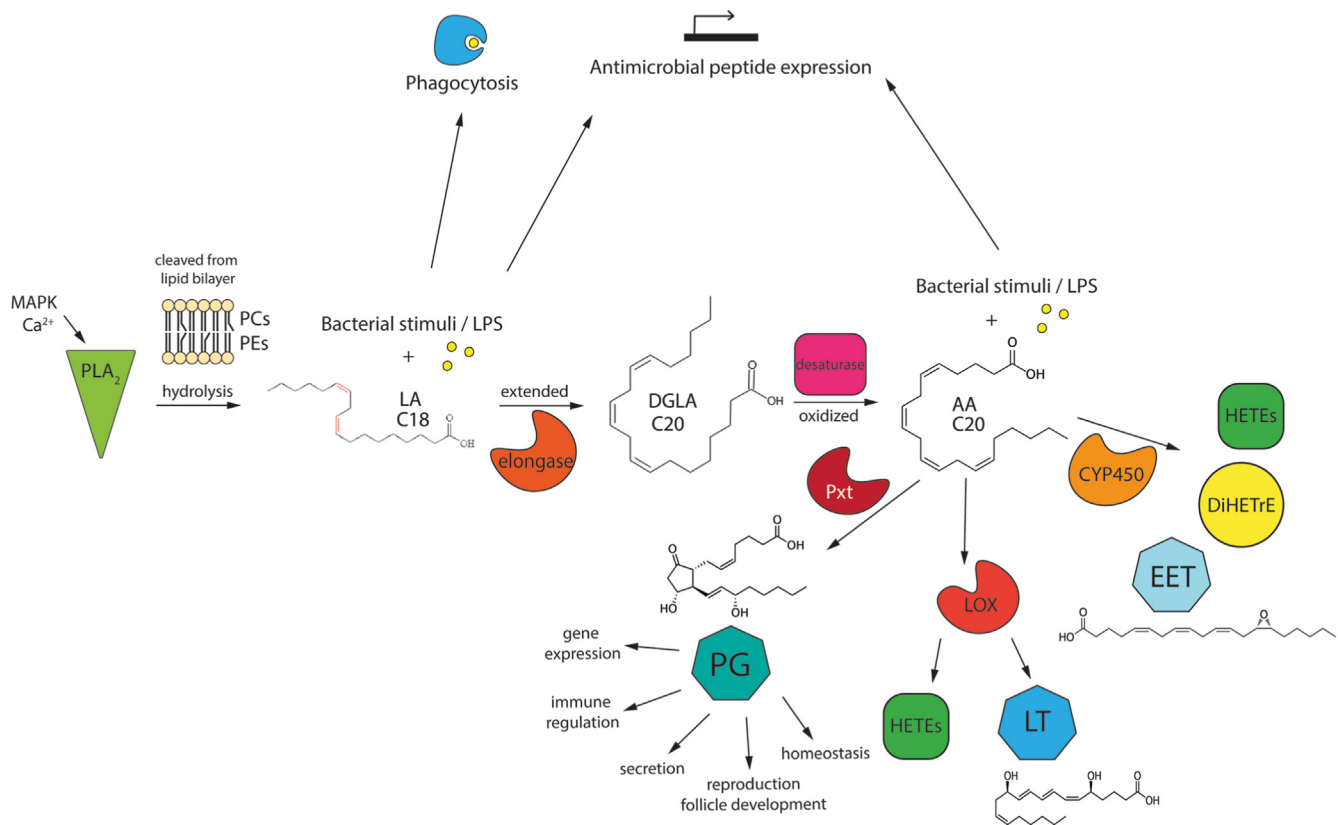 Phagocytosis
Antimicrobial peptide expression
cleaved from
lipid bilayer
MAPK
Ca²⁺
PCs
PEs
PLA₂
hydrolysis
Bacterial stimuli / LPS
+
LA
C18
O
OH
extended
elongase
DGLA
C20
O
OH
desaturase
oxidized
Bacterial stimuli / LPS
+
O
OH
AA
C20
CYP450
HETEs
DiHETrE
EET
O
HO
O
Pxt
O
OH
O
HO
OH
PG
gene
expression
immune
regulation
secretion
reproduction
follicle development
homeostasis
LOX
HETEs
LT
OH
OH
O
OH